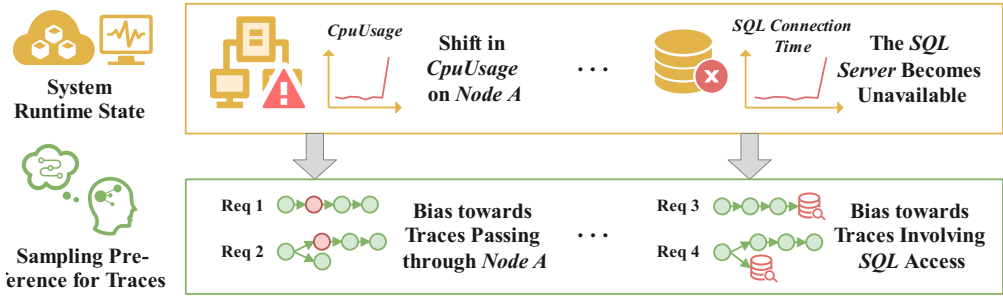 System
Runtime State
CpuUsage
Shift in
CpuUsage
on Node A
...
SQL Connection
Time
The SQL
Server Becomes
Unavailable
Sampling Pre-
ference for Traces
Req 1
Req 2
Bias towards
Traces Passing
through Node A
...
Req 3
Req 4
Bias towards
Traces Involving
SQL Access